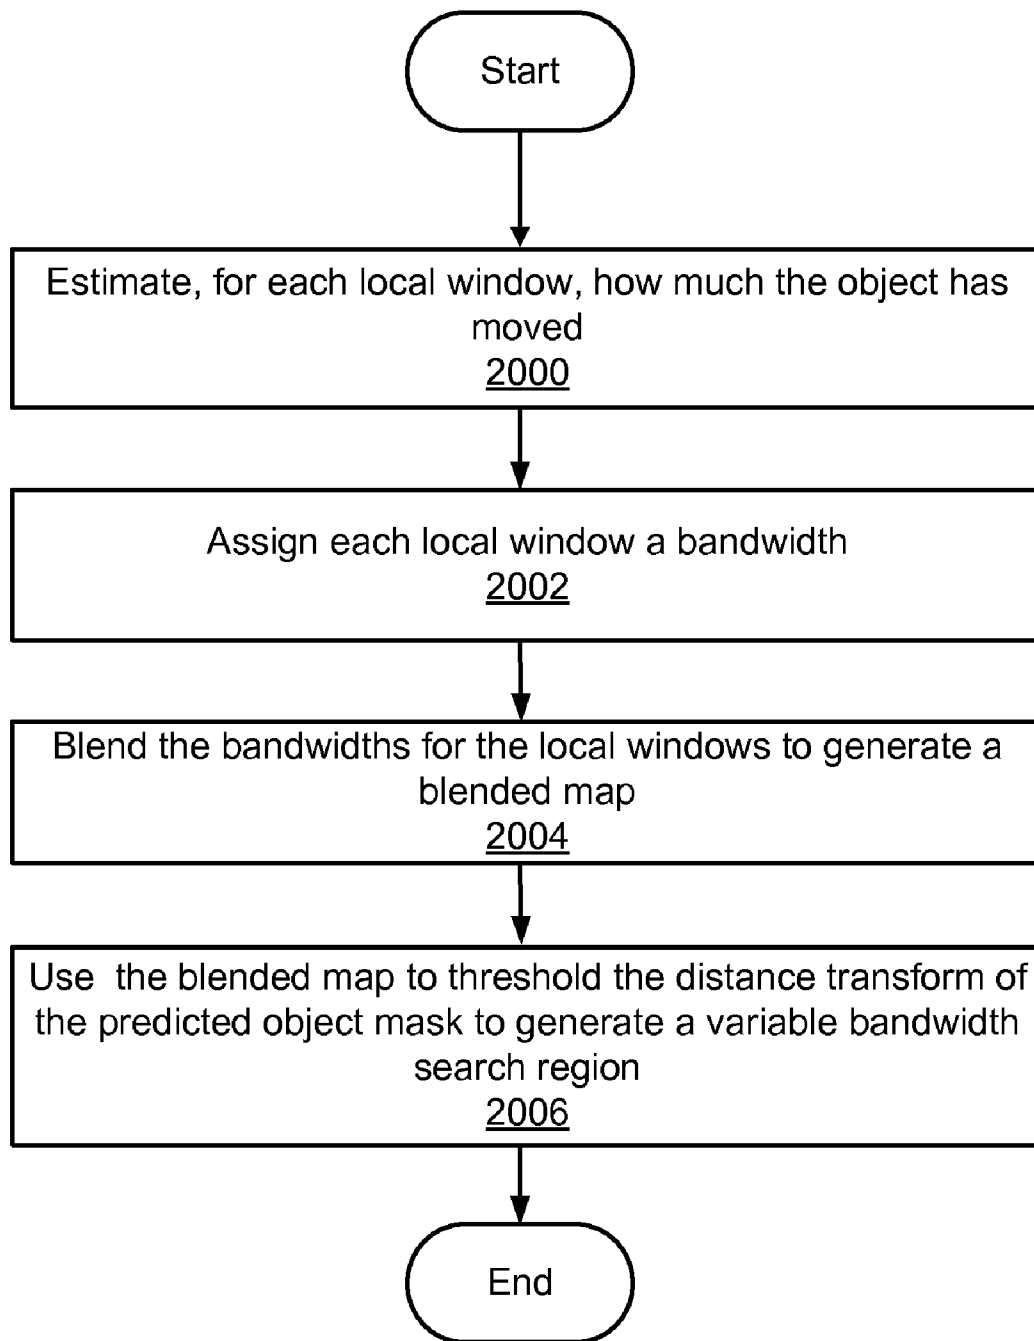 Start
Estimate, for each local window, how much the object has
moved
2000
Assign each local window a bandwidth
2002
Blend the bandwidths for the local windows to generate a
blended map
2004
Use the blended map to threshold the distance transform of
the predicted object mask to generate a variable bandwidth
search region
2006
End